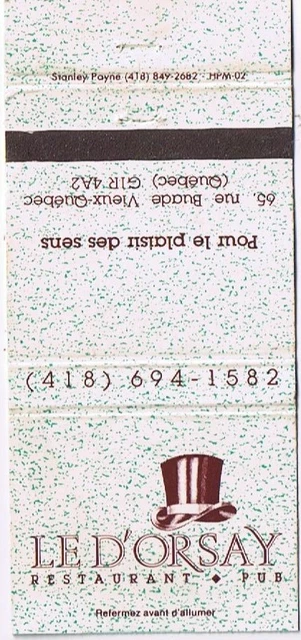 Stanley Payne (418) 849-2682 - HPM-02
Pour le plaisir des sens
65, rue Buade Vieux-Québec
(Québec) G1R 4A2
(418) 694-1582
LE D'ORSAY
RESTAURANT ◆ PUB
Refermez avant d'allumer